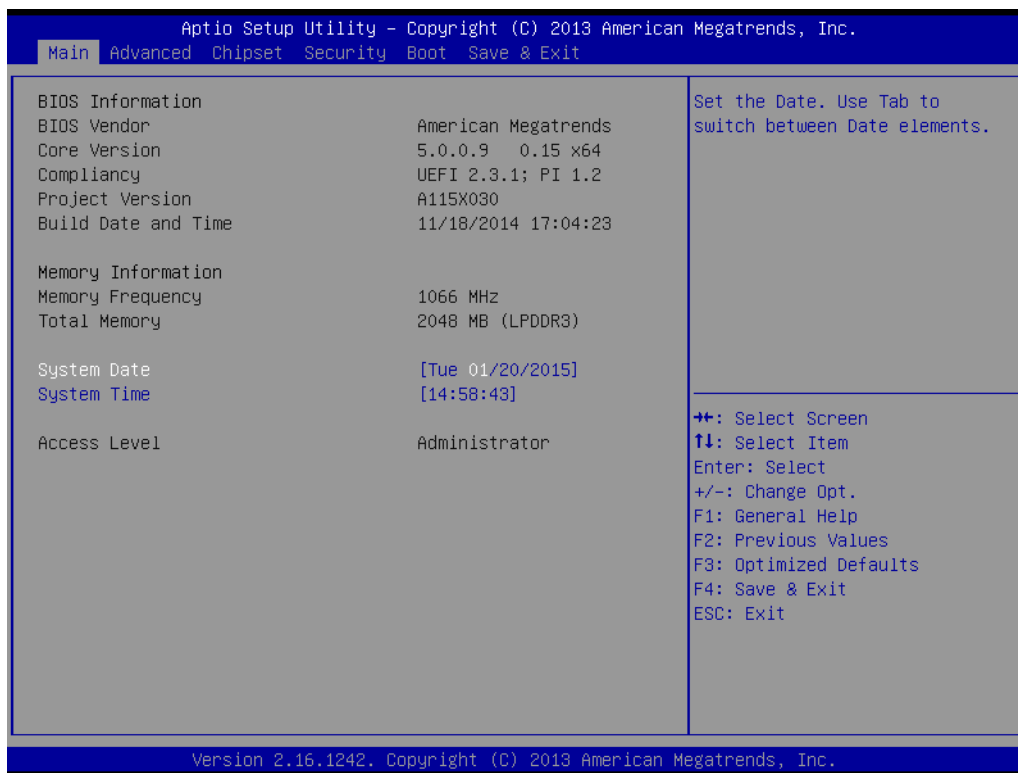 Aptio Setup Utility – Copyright (C) 2013 American Megatrends, Inc.
Main Advanced Chipset Security Boot Save & Exit
BIOS Information
BIOS Vendor American Megatrends
Core Version 5.0.0.9 0.15 x64
Compliancy UEFI 2.3.1; PI 1.2
Project Version A115X030
Build Date and Time 11/18/2014 17:04:23
Memory Information
Memory Frequency 1066 MHz
Total Memory 2048 MB (LPDDR3)
System Date [Tue 01/20/2015]
System Time [14:58:43]
Access Level Administrator
Set the Date. Use Tab to
switch between Date elements.
→←: Select Screen
↑↓: Select Item
Enter: Select
+/-: Change Opt.
F1: General Help
F2: Previous Values
F3: Optimized Defaults
F4: Save & Exit
ESC: Exit
Version 2.16.1242. Copyright (C) 2013 American Megatrends, Inc.